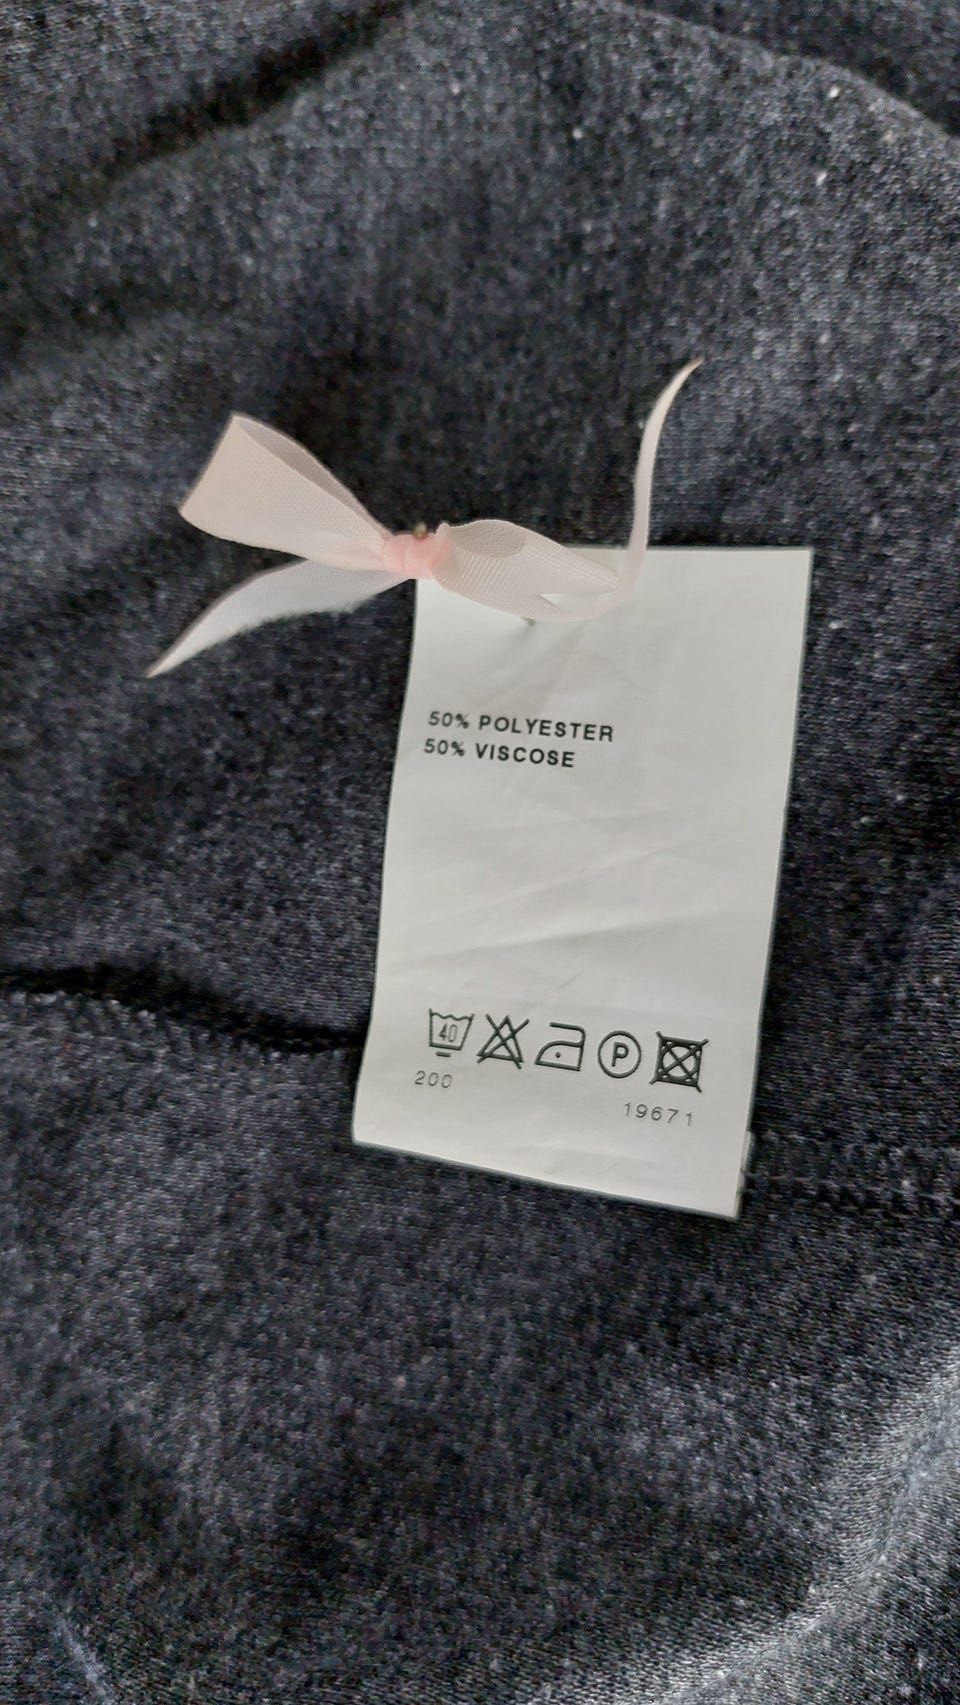 50% POLYESTER
50% VISCOSE
40 P
200
19671